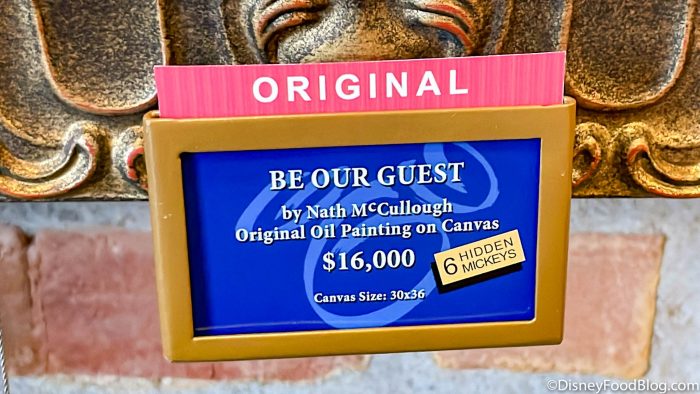 ORIGINAL
BE OUR GUEST
by Nath McCullough
Original Oil Painting on Canvas
$16,000
6 HIDDEN
MICKEYS
Canvas Size: 30x36
©DisneyFoodBlog.com